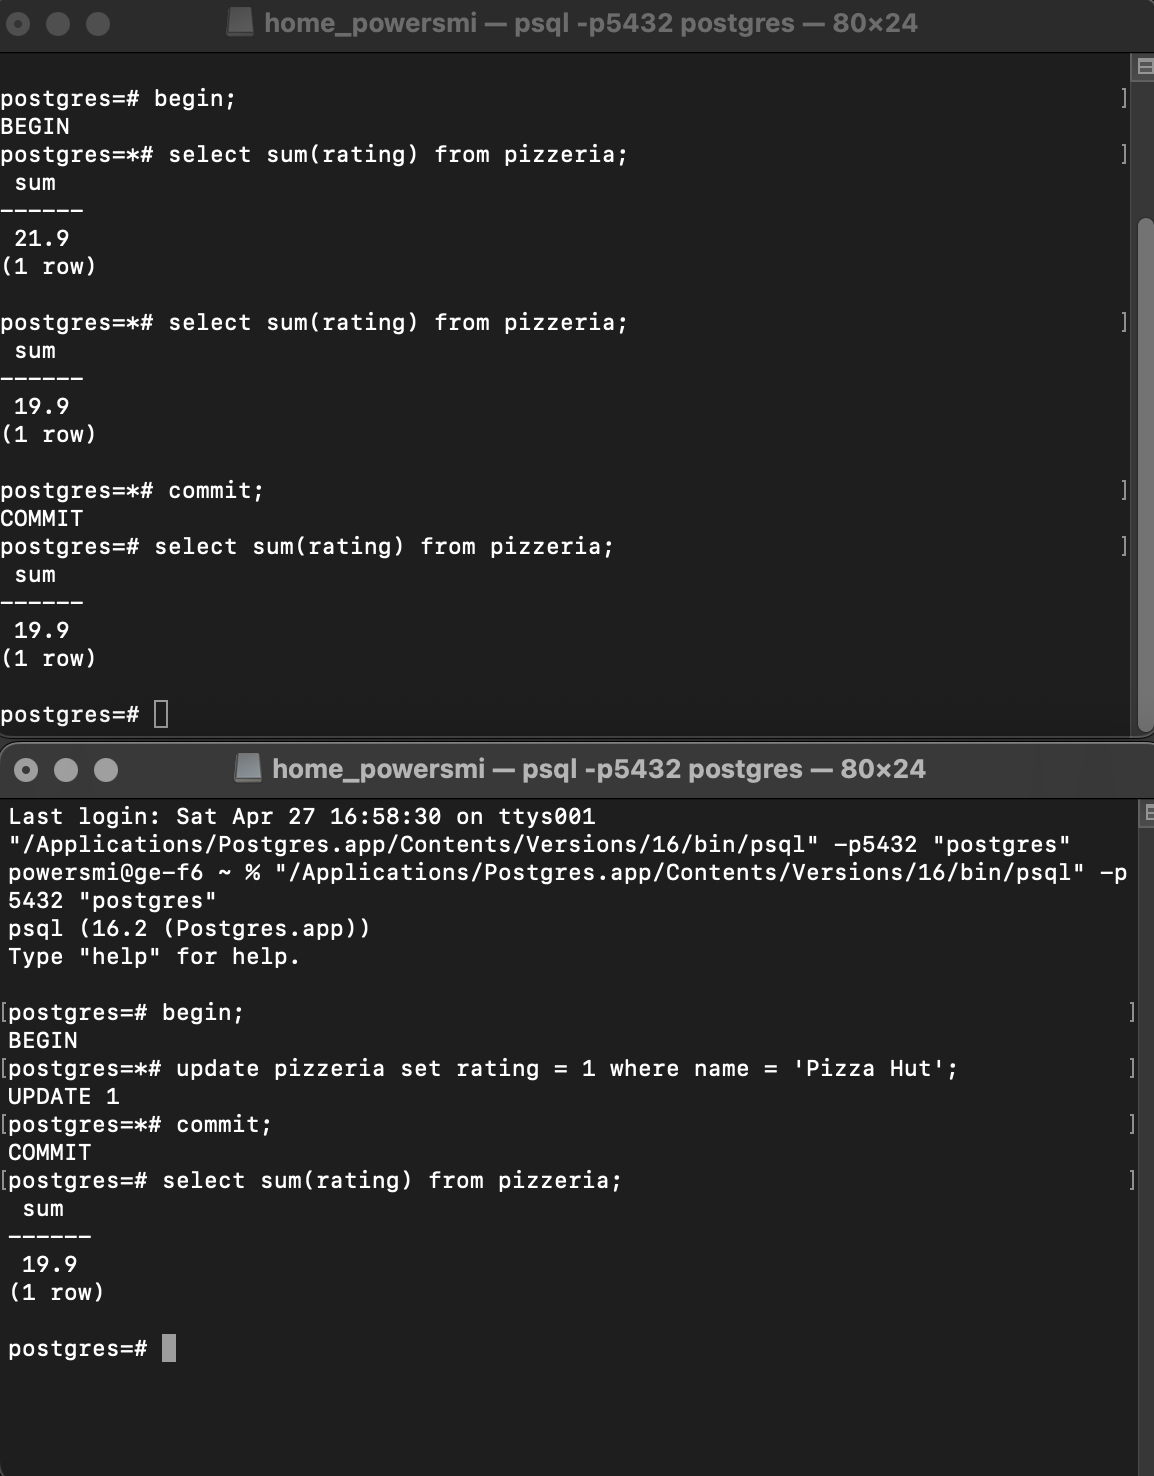 home_powersmi — psql -p5432 postgres — 80×24
postgres=# begin;
BEGIN
postgres=*# select sum(rating) from pizzeria;
 sum
------
 21.9
(1 row)
postgres=*# select sum(rating) from pizzeria;
 sum
------
 19.9
(1 row)
postgres=*# commit;
COMMIT
postgres=# select sum(rating) from pizzeria;
 sum
------
 19.9
(1 row)
postgres=#
home_powersmi — psql -p5432 postgres — 80×24
Last login: Sat Apr 27 16:58:30 on ttys001
"/Applications/Postgres.app/Contents/Versions/16/bin/psql" -p5432 "postgres"
powersmi@ge-f6 ~ % "/Applications/Postgres.app/Contents/Versions/16/bin/psql" -p
5432 "postgres"
psql (16.2 (Postgres.app))
Type "help" for help.
[postgres=# begin;
BEGIN
[postgres=*# update pizzeria set rating = 1 where name = 'Pizza Hut';
UPDATE 1
[postgres=*# commit;
COMMIT
[postgres=# select sum(rating) from pizzeria;
 sum
------
 19.9
(1 row)
postgres=#